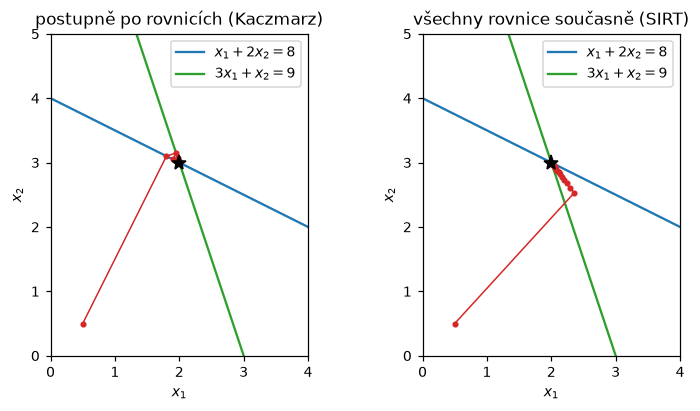 postupně po rovnicích (Kaczmarz)
x₁ + 2x₂ = 8
3x₁ + x₂ = 9
5
4
3
2
1
0
x₂
0 1 2 3 4
x₁
všechny rovnice současně (SIRT)
x₁ + 2x₂ = 8
3x₁ + x₂ = 9
5
4
3
2
1
0
x₂
0 1 2 3 4
x₁